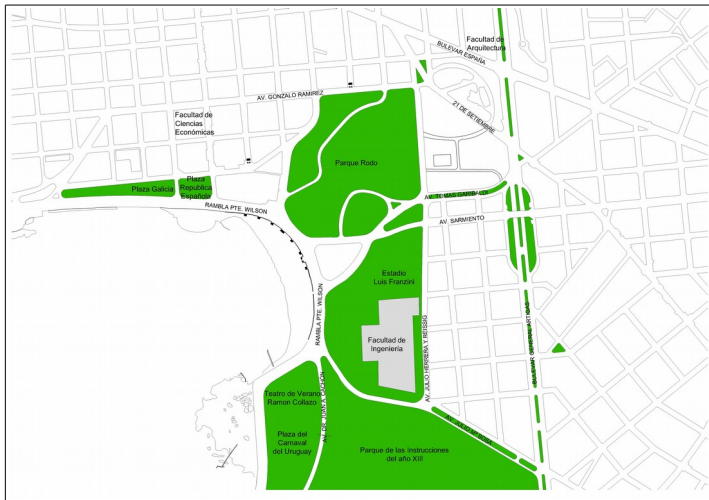 Facultad de
Arquitectura
BULEVAR ESPAÑA
AV. GONZALO RAMIREZ
21 DE SETIEMBRE
Facultad de
Ciencias
Económicas
Parque Rodo
Plaza Galicia
Plaza
Republica
Española
RAMBLA PTE. WILSON
AV. TOMAS GARIBALDI
AV. SARMIENTO
Estadio
Luis Franzini
RAMBLA PTE. WILSON
Facultad de
Ingeniería
AV. JULIO HERRERA Y REISSIG
BULEVAR GENERAL ARTIGAS
Teatro de Verano
Ramon Collazo
Plaza del
Carnaval
del Uruguay
Parque de las Instrucciones
del año XIII